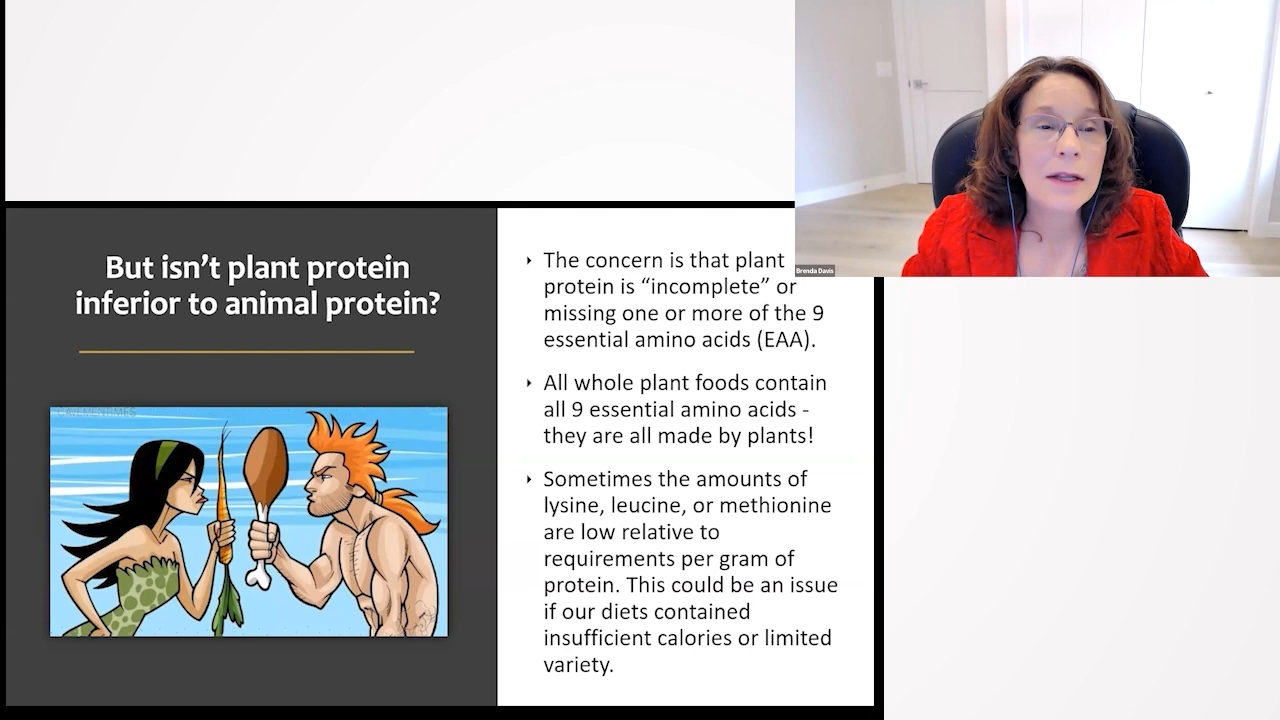 But isn’t plant protein
inferior to animal protein?
The concern is that plant
protein is “incomplete” or
missing one or more of the 9
essential amino acids (EAA).
All whole plant foods contain
all 9 essential amino acids -
they are all made by plants!
Sometimes the amounts of
lysine, leucine, or methionine
are low relative to
requirements per gram of
protein. This could be an issue
if our diets contained
insufficient calories or limited
variety.
Brenda Davis